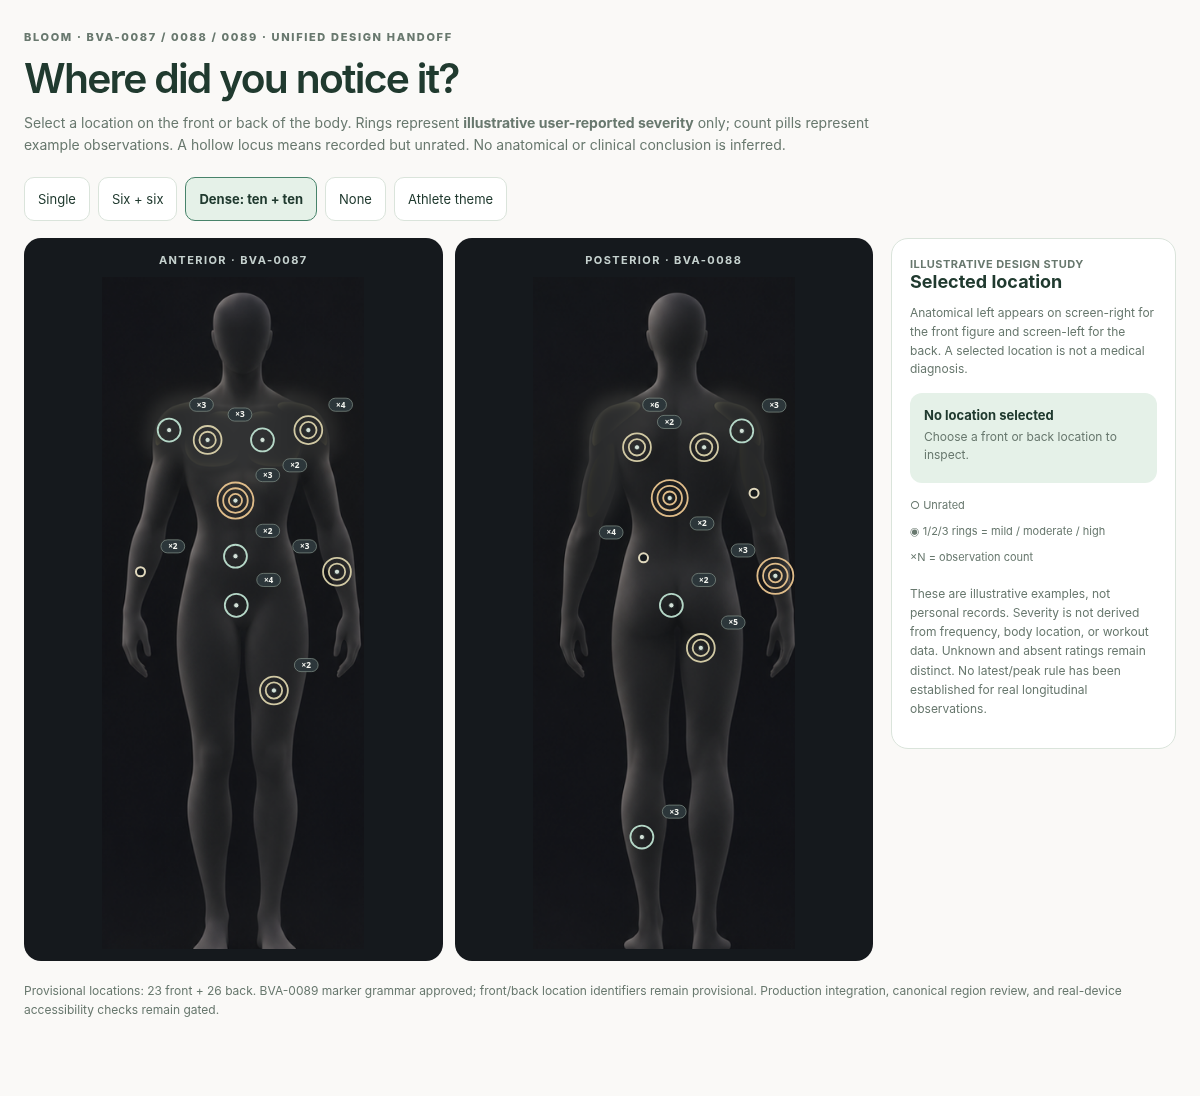 BLOOM · BVA-0087 / 0088 / 0089 · UNIFIED DESIGN HANDOFF
Where did you notice it?
Select a location on the front or back of the body. Rings represent illustrative user-reported severity only; count pills represent
example observations. A hollow locus means recorded but unrated. No anatomical or clinical conclusion is inferred.
Single
Six + six
Dense: ten + ten
None
Athlete theme
ANTERIOR · BVA-0087
×3
×3
×4
×2
×3
×2
×2
×3
×4
×2
POSTERIOR · BVA-0088
×6
×2
×3
×2
×4
×3
×2
×5
×3
ILLUSTRATIVE DESIGN STUDY
Selected location
Anatomical left appears on screen-right for
the front figure and screen-left for the
back. A selected location is not a medical
diagnosis.
No location selected
Choose a front or back location to
inspect.
○ Unrated
◉ 1/2/3 rings = mild / moderate / high
×N = observation count
These are illustrative examples, not
personal records. Severity is not derived
from frequency, body location, or workout
data. Unknown and absent ratings remain
distinct. No latest/peak rule has been
established for real longitudinal
observations.
Provisional locations: 23 front + 26 back. BVA-0089 marker grammar approved; front/back location identifiers remain provisional. Production integration, canonical region review, and real-device
accessibility checks remain gated.